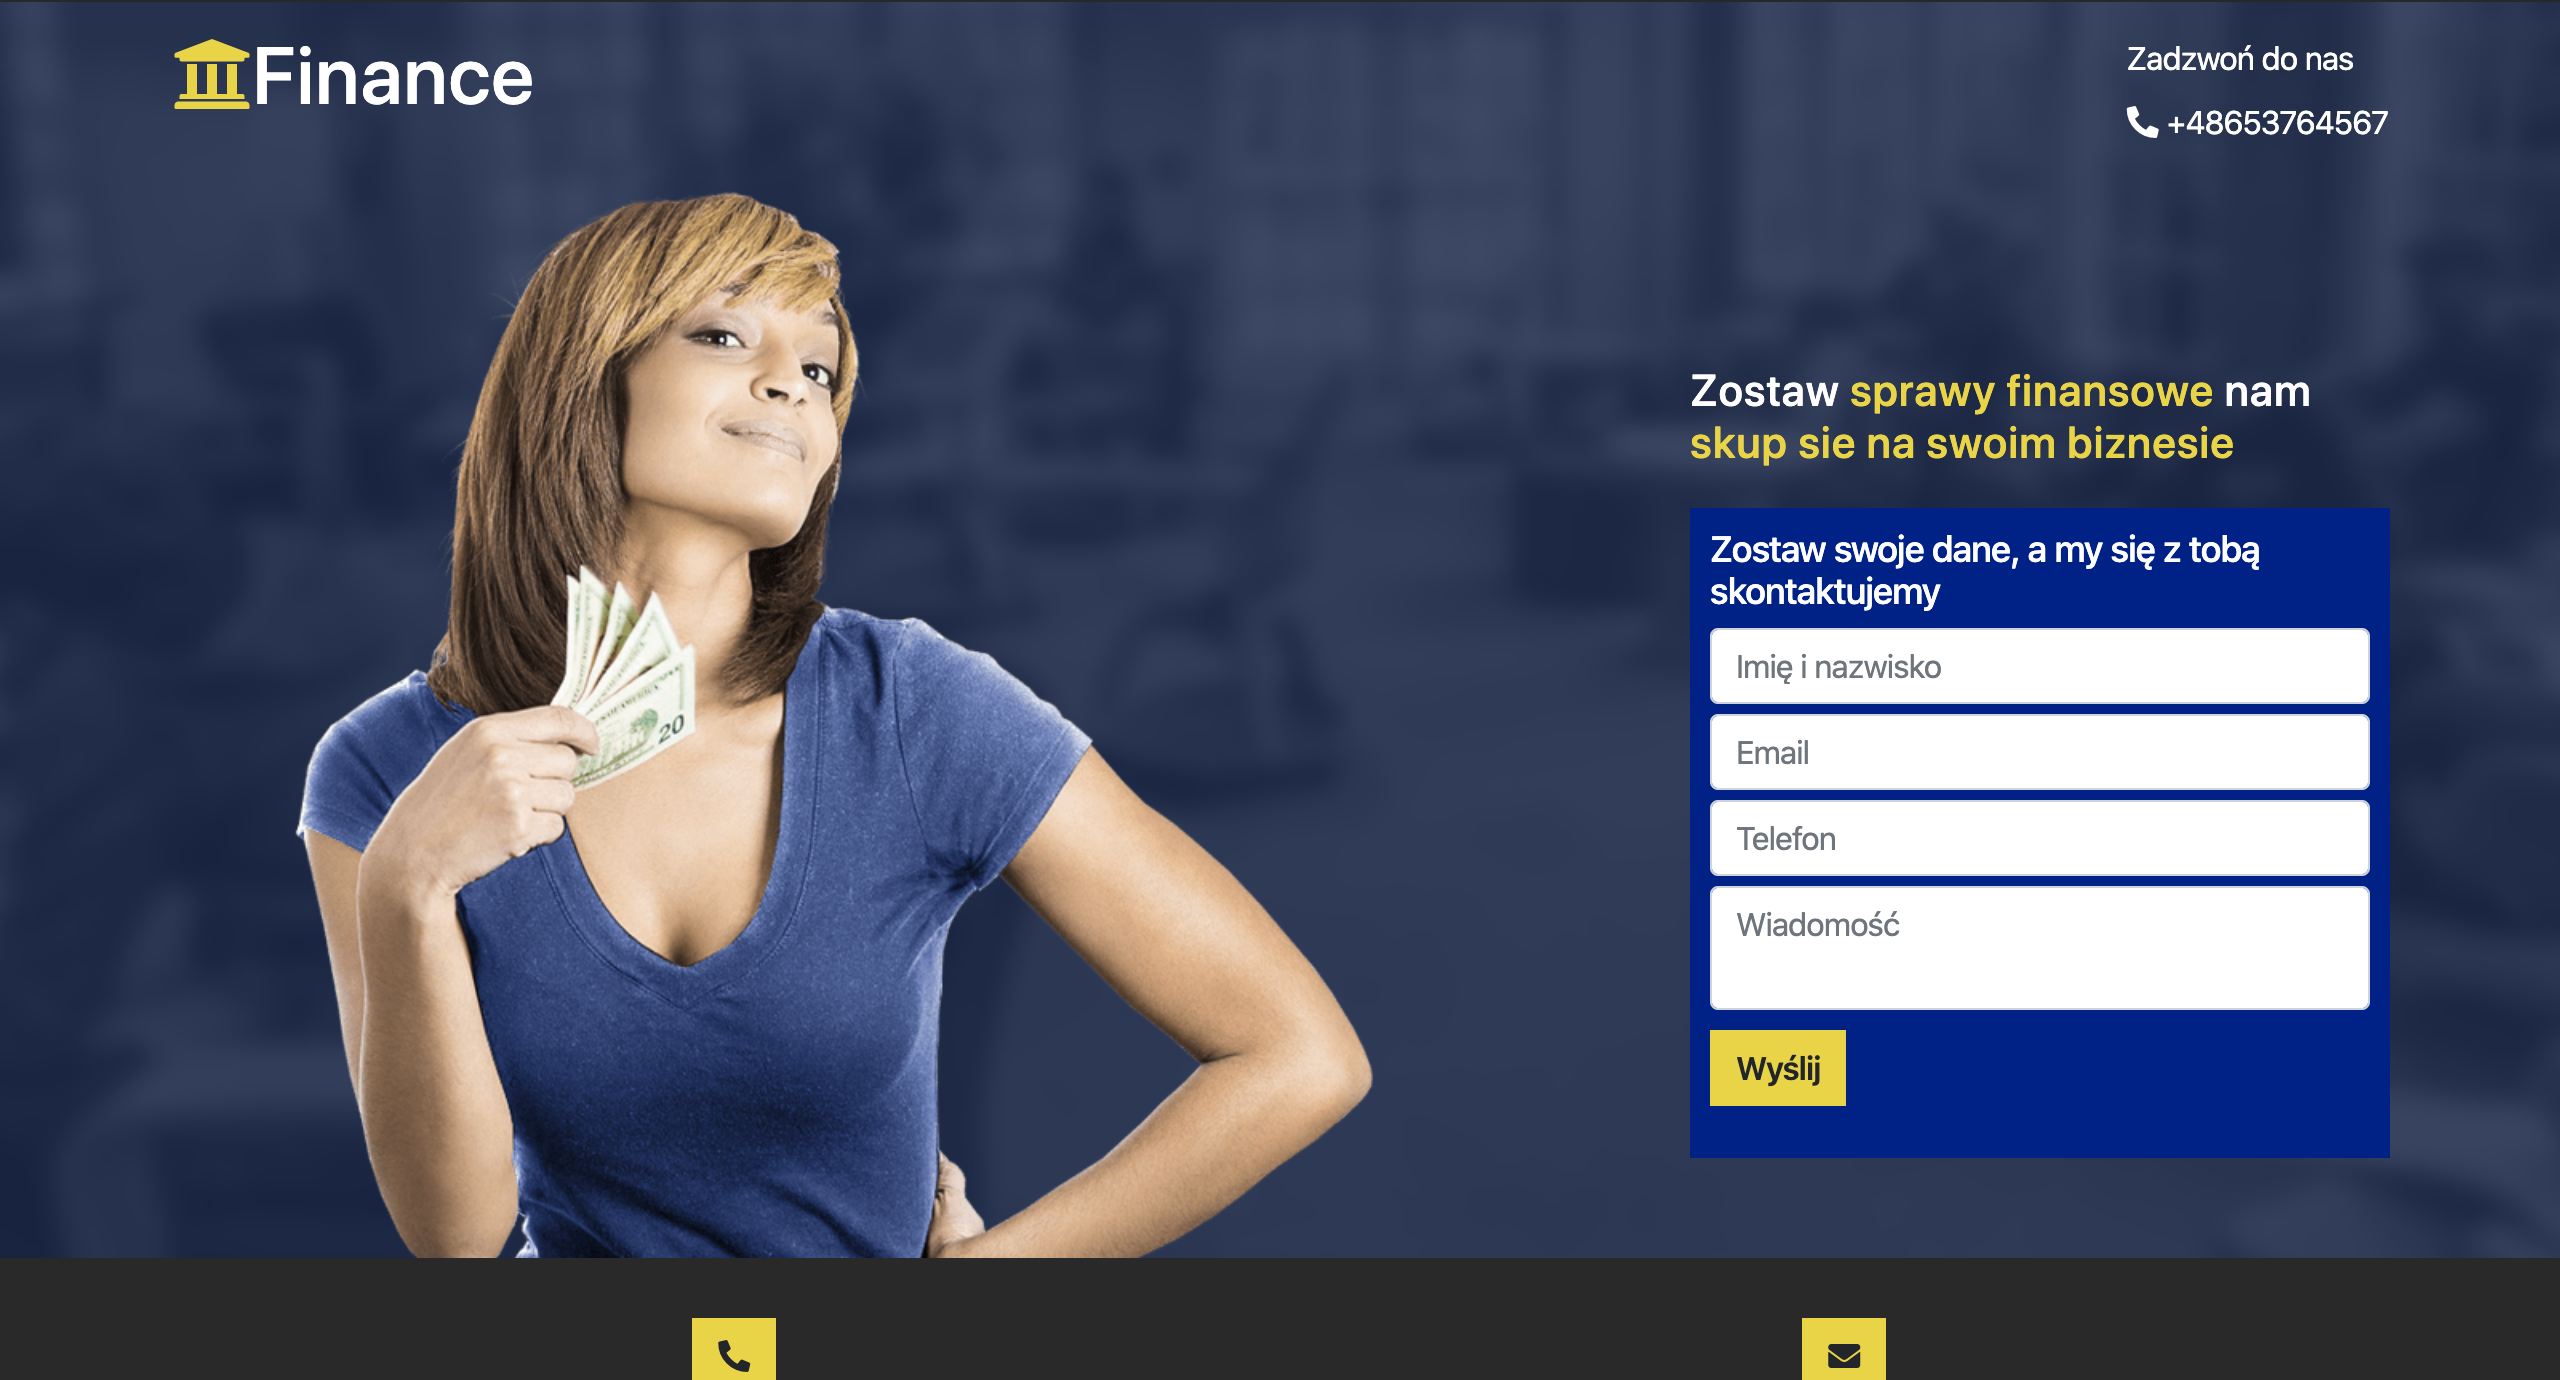 Finance
Zadzwoń do nas
+48653764567
Zostaw sprawy finansowe nam
skup sie na swoim biznesie
Zostaw swoje dane, a my się z tobą
skontaktujemy
Imię i nazwisko
Email
Telefon
Wiadomość
Wyślij
20